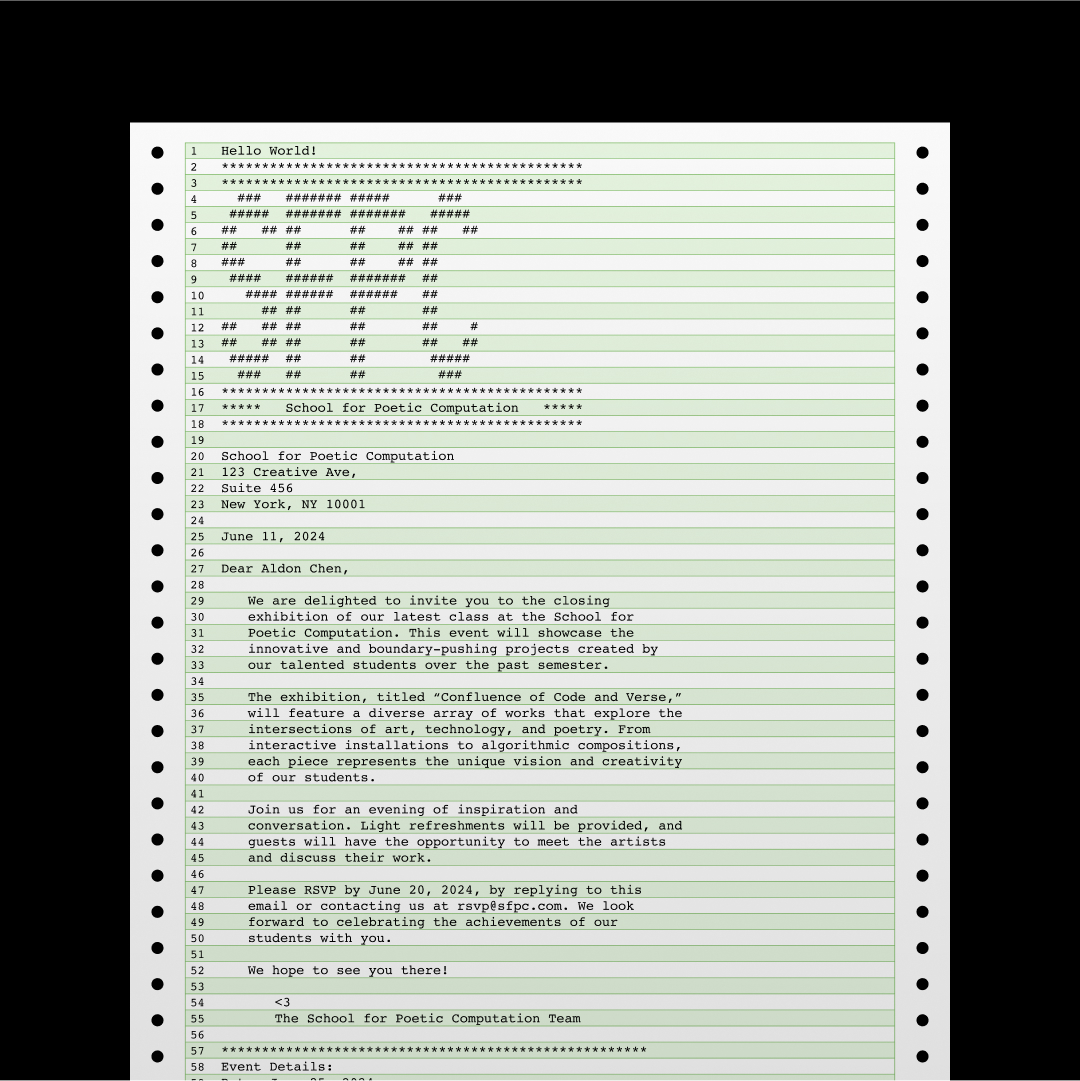 1 Hello World!
2 *********************************************
3 *********************************************
4   ###   ####### #####      ###
5  #####  ####### #######   #####
6 ##   ## ##      ##    ## ##   ##
7 ##      ##      ##    ## ##
8 ###     ##      ##    ## ##
9  ####   ######  #######  ##
10    #### ######  ######   ##
11      ## ##      ##       ##
12 ##   ## ##      ##       ##    #
13 ##   ## ##      ##       ##   ##
14  #####  ##      ##        #####
15   ###   ##      ##         ###
16 *********************************************
17 *****   School for Poetic Computation   *****
18 *********************************************
19
20 School for Poetic Computation
21 123 Creative Ave,
22 Suite 456
23 New York, NY 10001
24
25 June 11, 2024
26
27 Dear Aldon Chen,
28
29 We are delighted to invite you to the closing
30 exhibition of our latest class at the School for
31 Poetic Computation. This event will showcase the
32 innovative and boundary-pushing projects created by
33 our talented students over the past semester.
34
35 The exhibition, titled “Confluence of Code and Verse,”
36 will feature a diverse array of works that explore the
37 intersections of art, technology, and poetry. From
38 interactive installations to algorithmic compositions,
39 each piece represents the unique vision and creativity
40 of our students.
41
42 Join us for an evening of inspiration and
43 conversation. Light refreshments will be provided, and
44 guests will have the opportunity to meet the artists
45 and discuss their work.
46
47 Please RSVP by June 20, 2024, by replying to this
48 email or contacting us at rsvp@sfpc.com. We look
49 forward to celebrating the achievements of our
50 students with you.
51
52 We hope to see you there!
53
54 <3
55 The School for Poetic Computation Team
56
57 *****************************************************
58 Event Details: